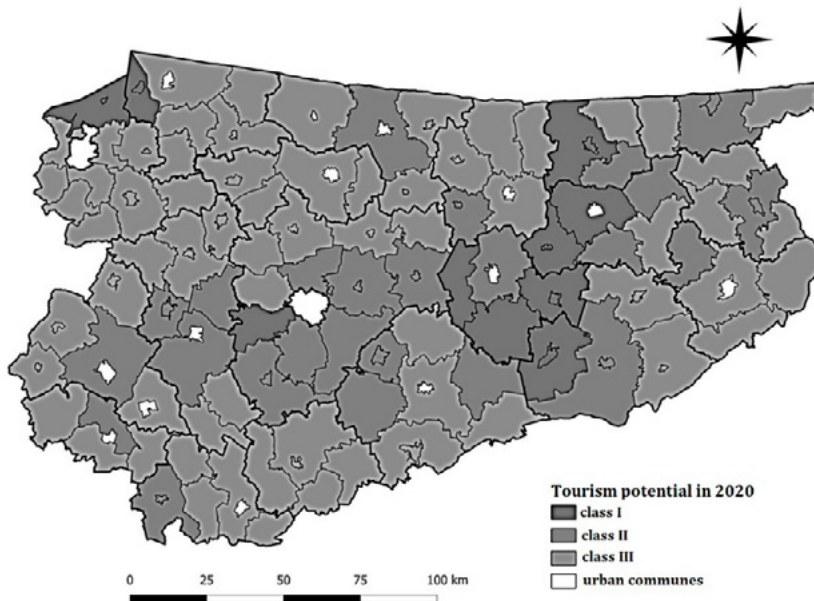 Tourism potential in 2020
class I
class II
class III
urban communes
0 25 50 75 100 km